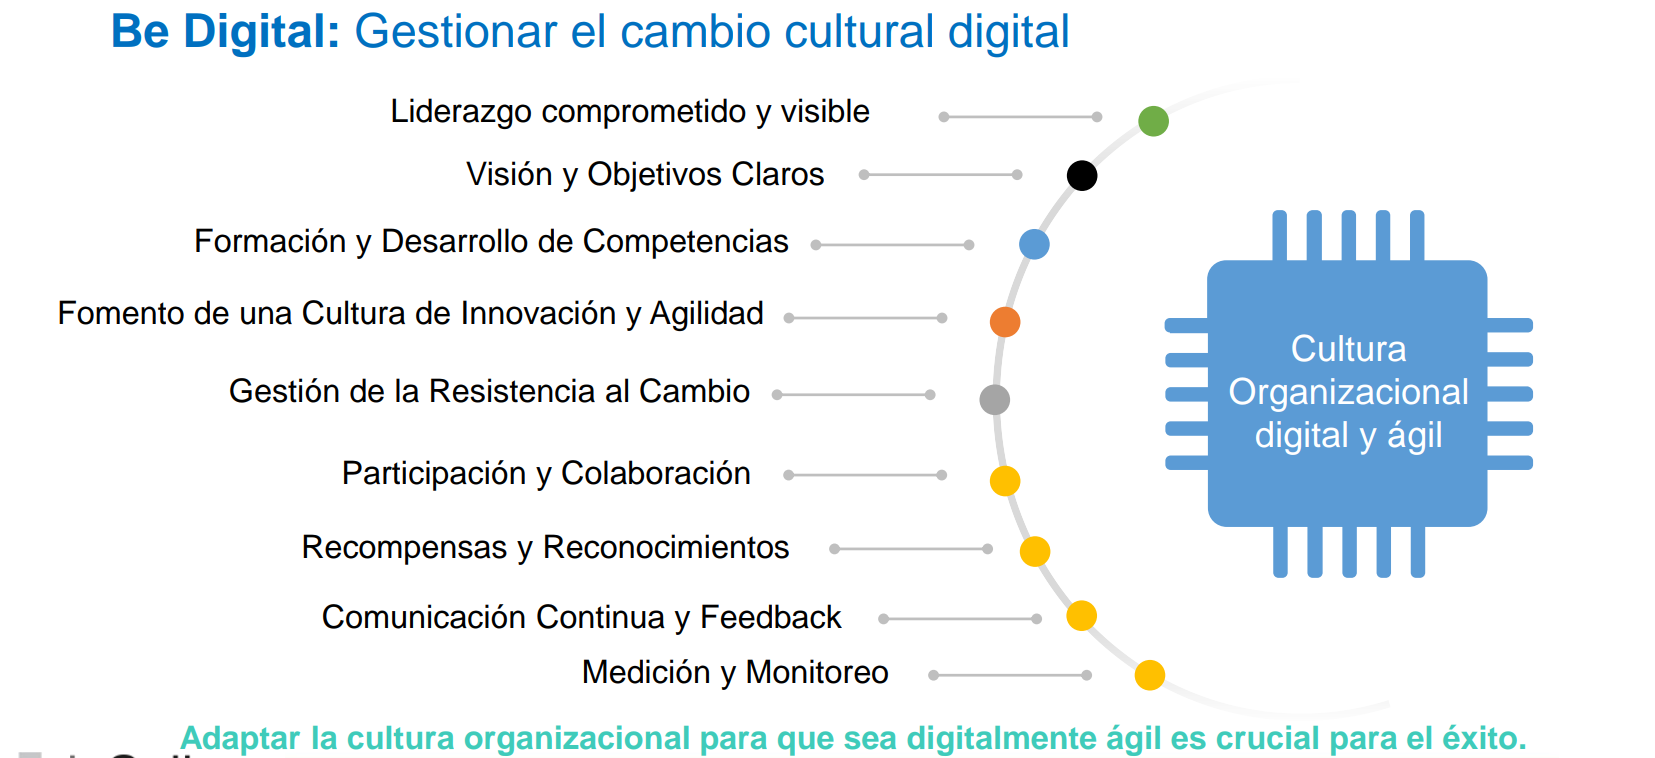 Be Digital: Gestionar el cambio cultural digital
Liderazgo comprometido y visible
Visión y Objetivos Claros
Formación y Desarrollo de Competencias
Fomento de una Cultura de Innovación y Agilidad
Gestión de la Resistencia al Cambio
Participación y Colaboración
Recompensas y Reconocimientos
Comunicación Continua y Feedback
Medición y Monitoreo
Cultura
Organizacional
digital y ágil
Adaptar la cultura organizacional para que sea digitalmente ágil es crucial para el éxito.